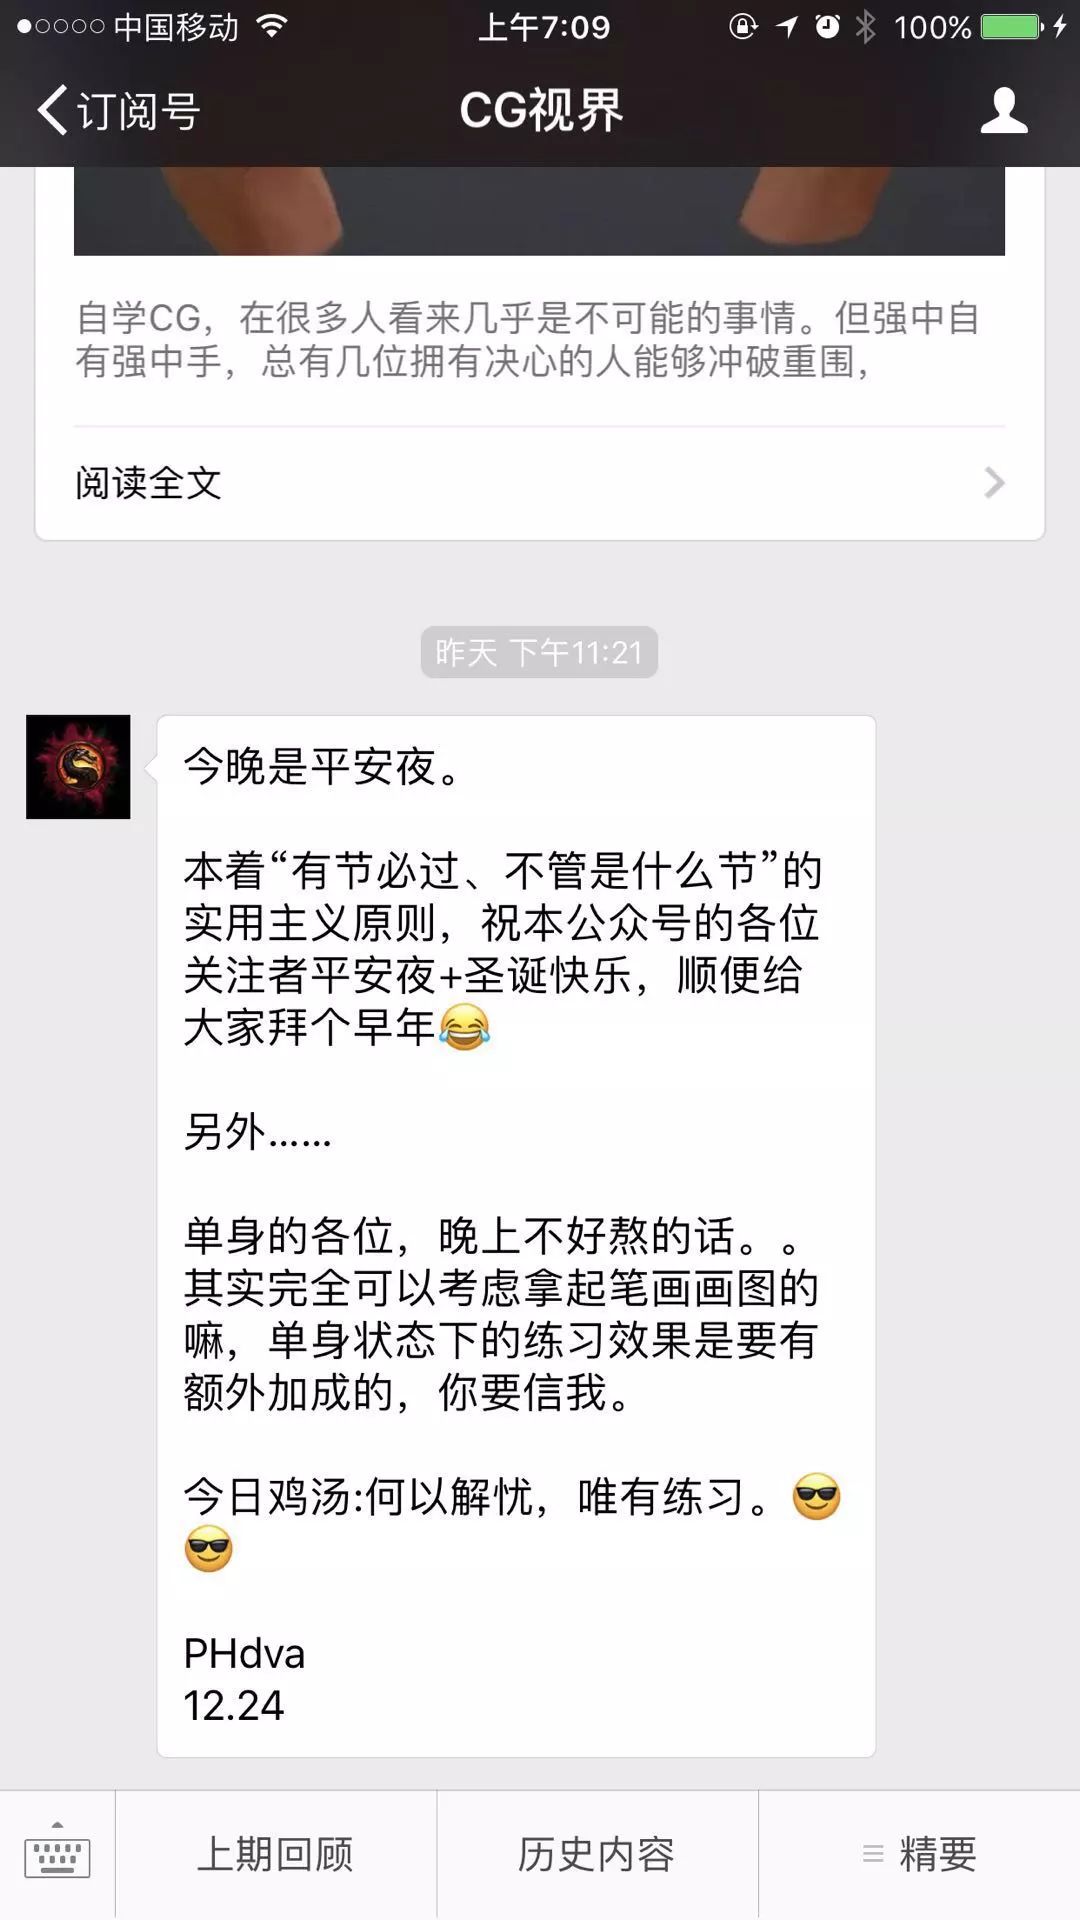 中国移动 上午7:09 100%
订阅号 CG视界
自学CG，在很多人看来几乎是不可能的事情。但强中自
有强中手，总有几位拥有决心的人能够冲破重围，
阅读全文
昨天 下午11:21
今晚是平安夜。
本着“有节必过、不管是什么节”的
实用主义原则，祝本公众号的各位
关注者平安夜+圣诞快乐，顺便给
大家拜个早年😂
另外……
单身的各位，晚上不好熬的话。。
其实完全可以考虑拿起笔画画图的
嘛，单身状态下的练习效果是要有
额外加成的，你要信我。
今日鸡汤:何以解忧，唯有练习。😎
😎
PHdva
12.24
上期回顾 历史内容 精要